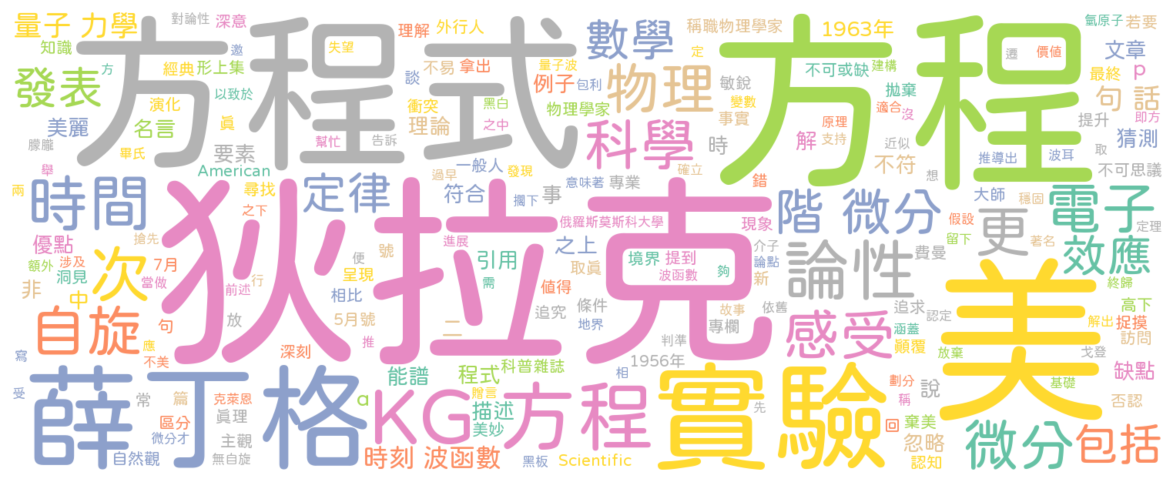 量子 力學 對論性 深意 理解 外行人 數學 稱職物理學家 1963年 氫原子 若要
知識 方程式 邀 失望 談 不易 拿出 量子波 定 方程 不可或缺 建構 遷 價値 文章
發表 方 經典 形上集 以致於 例子 包利 物理 敏銳 變數 拋棄 適合 沒 最終 p
美麗 名言 演化 眞 衝突 理論 黑白 物理學家 事實 原理 支持 句 話 即方
朦朧 畢氏 要素 幫忙 告訴 之中 科學 時 解 近似 提升 猜測
舉 American 一般人 發現 確立 推導出 波耳 取 不可思議
兩 時間 尋找 定律 過早 符合 攔下 意味著 專業 錯 想 階 微分 大師 穩固 電子
優點 搶先 之下 狄拉克 事 俄羅斯莫斯科大學 現象 更 假設 定理
額外 涉及 次 7月 號 進展 之上 境界 提到 介子 論性 費曼 留下 著名 效應
非 洞見 中 當做 前述 行 便 呈現 引用 取眞 波函數 論點 新 終歸
自旋 句 放 相比 需 値得 夠 故事 依舊 追求 認定 美 高下
應 5月號 二 追究 條件 專欄 感受 涵蓋 解出 捉摸
寫 不美 深刻 推 科普雜誌 地界 判準 顛覆 放棄 戈登 訪問
受 薛丁格 能譜 程式 1956年 相 實驗 劃分 說 基礎 缺點
常 篇 克萊恩 a KG方程 贈言 描述 先 稱 否認
區分 眞理 美妙 回 棄美 微分 包括
微分才 主觀 忽略
自然觀 無自旋 時刻 波函數 黑板 Scientific 認知